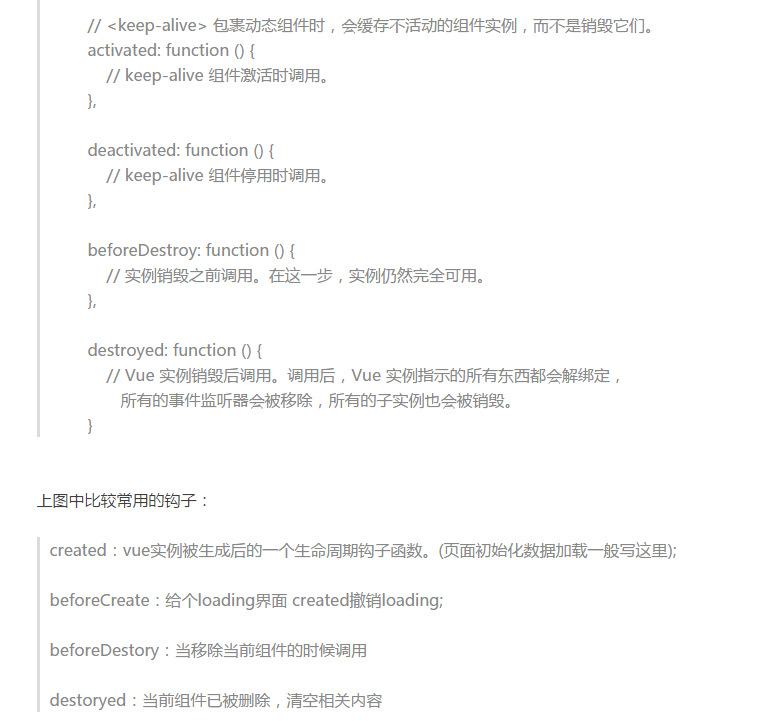 // <keep-alive> 包裹动态组件时，会缓存不活动的组件实例，而不是销毁它们。
activated: function () {
// keep-alive 组件激活时调用。
},
deactivated: function () {
// keep-alive 组件停用时调用。
},
beforeDestroy: function () {
// 实例销毁之前调用。在这一步，实例仍然完全可用。
},
destroyed: function () {
// Vue 实例销毁后调用。调用后，Vue 实例指示的所有东西都会解绑定，
所有的事件监听器会被移除，所有的子实例也会被销毁。
}
上图中比较常用的钩子：
created：vue实例被生成后的一个生命周期钩子函数。(页面初始化数据加载一般写这里);
beforeCreate：给个loading界面 created撤销loading;
beforeDestory：当移除当前组件的时候调用
destoryed：当前组件已被删除，清空相关内容